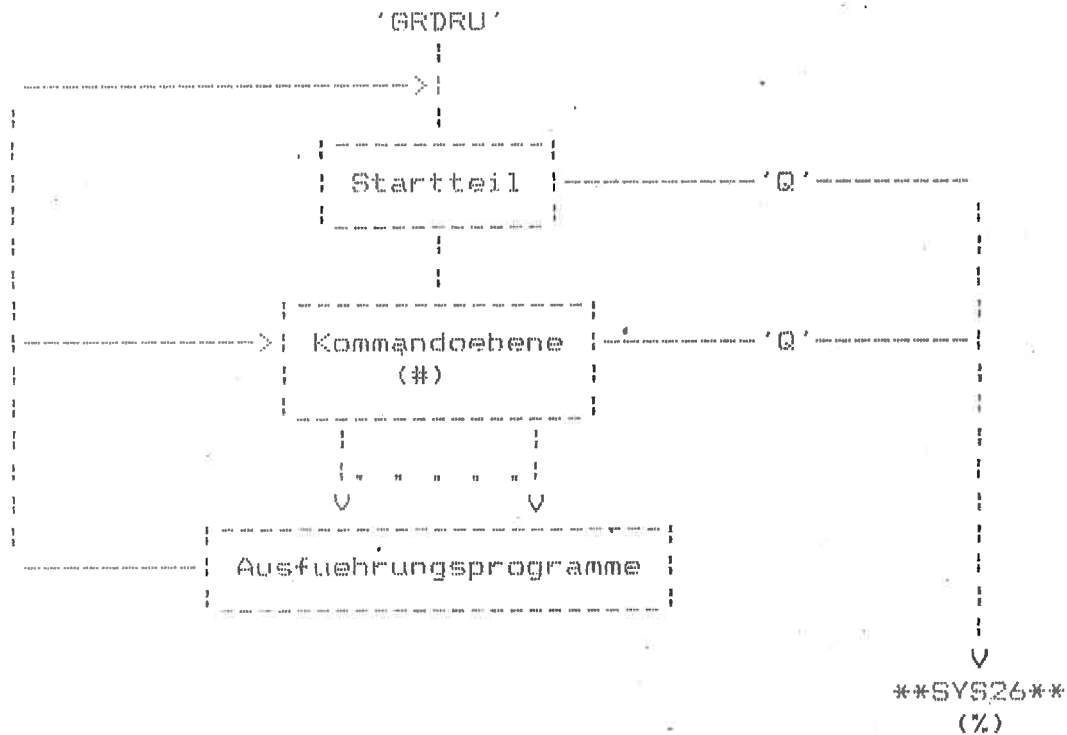 'GRDRU'
Startteil 'Q'
Kommandoebene 'Q'
(#)
Ausfuehrungsprogramme
**SYS26**
(%)